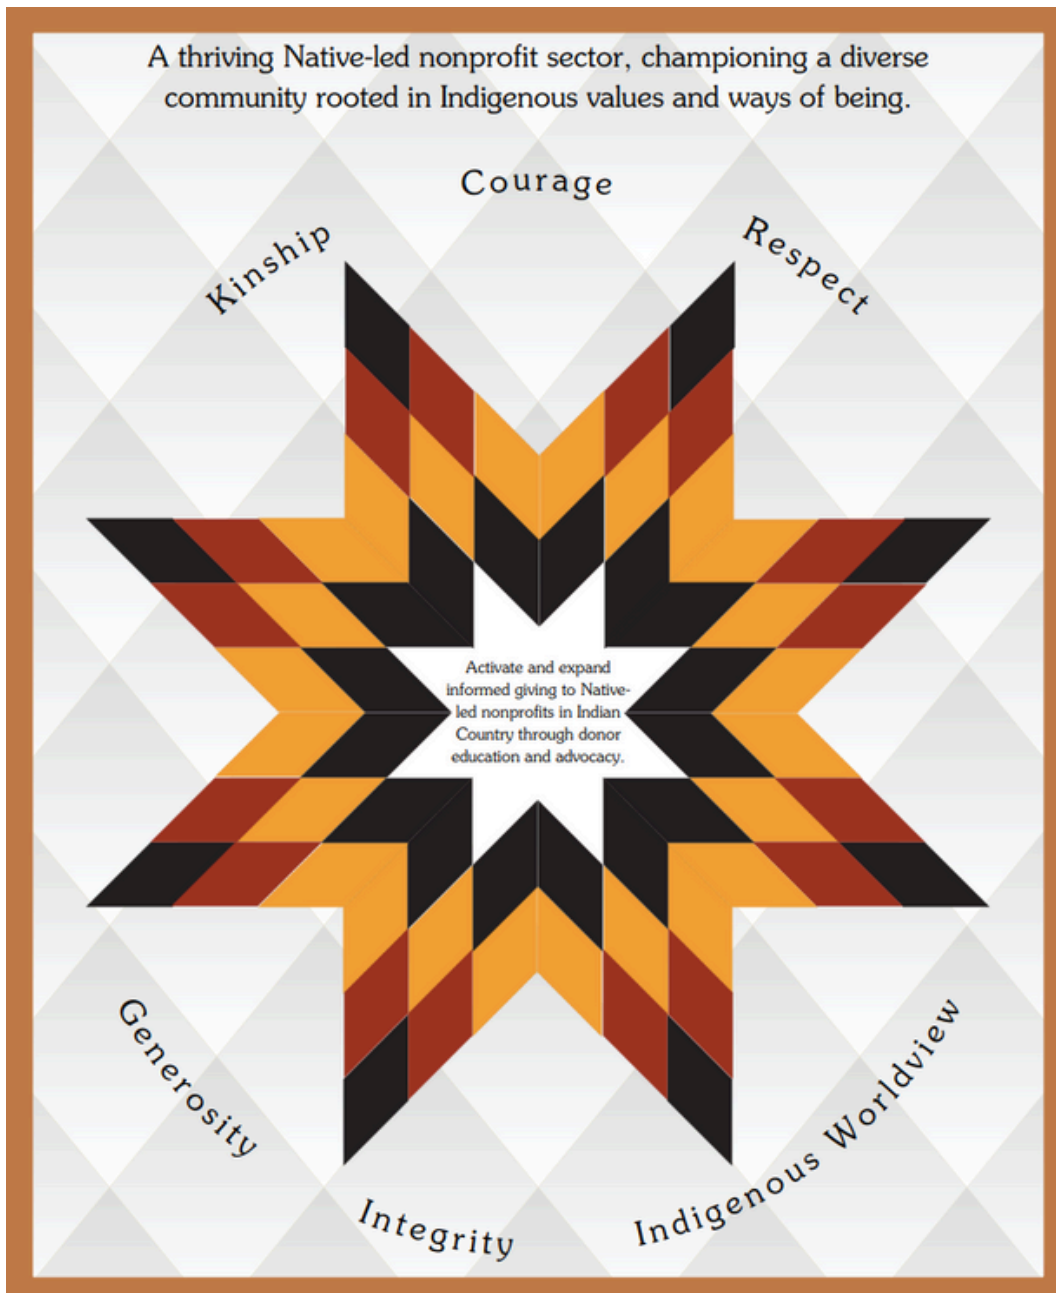 A thriving Native-led nonprofit sector, championing a diverse
community rooted in Indigenous values and ways of being.
Courage
Kinship
Respect
Activate and expand
informed giving to Native-
led nonprofits in Indian
Country through donor
education and advocacy.
Generosity
Indigenous Worldview
Integrity